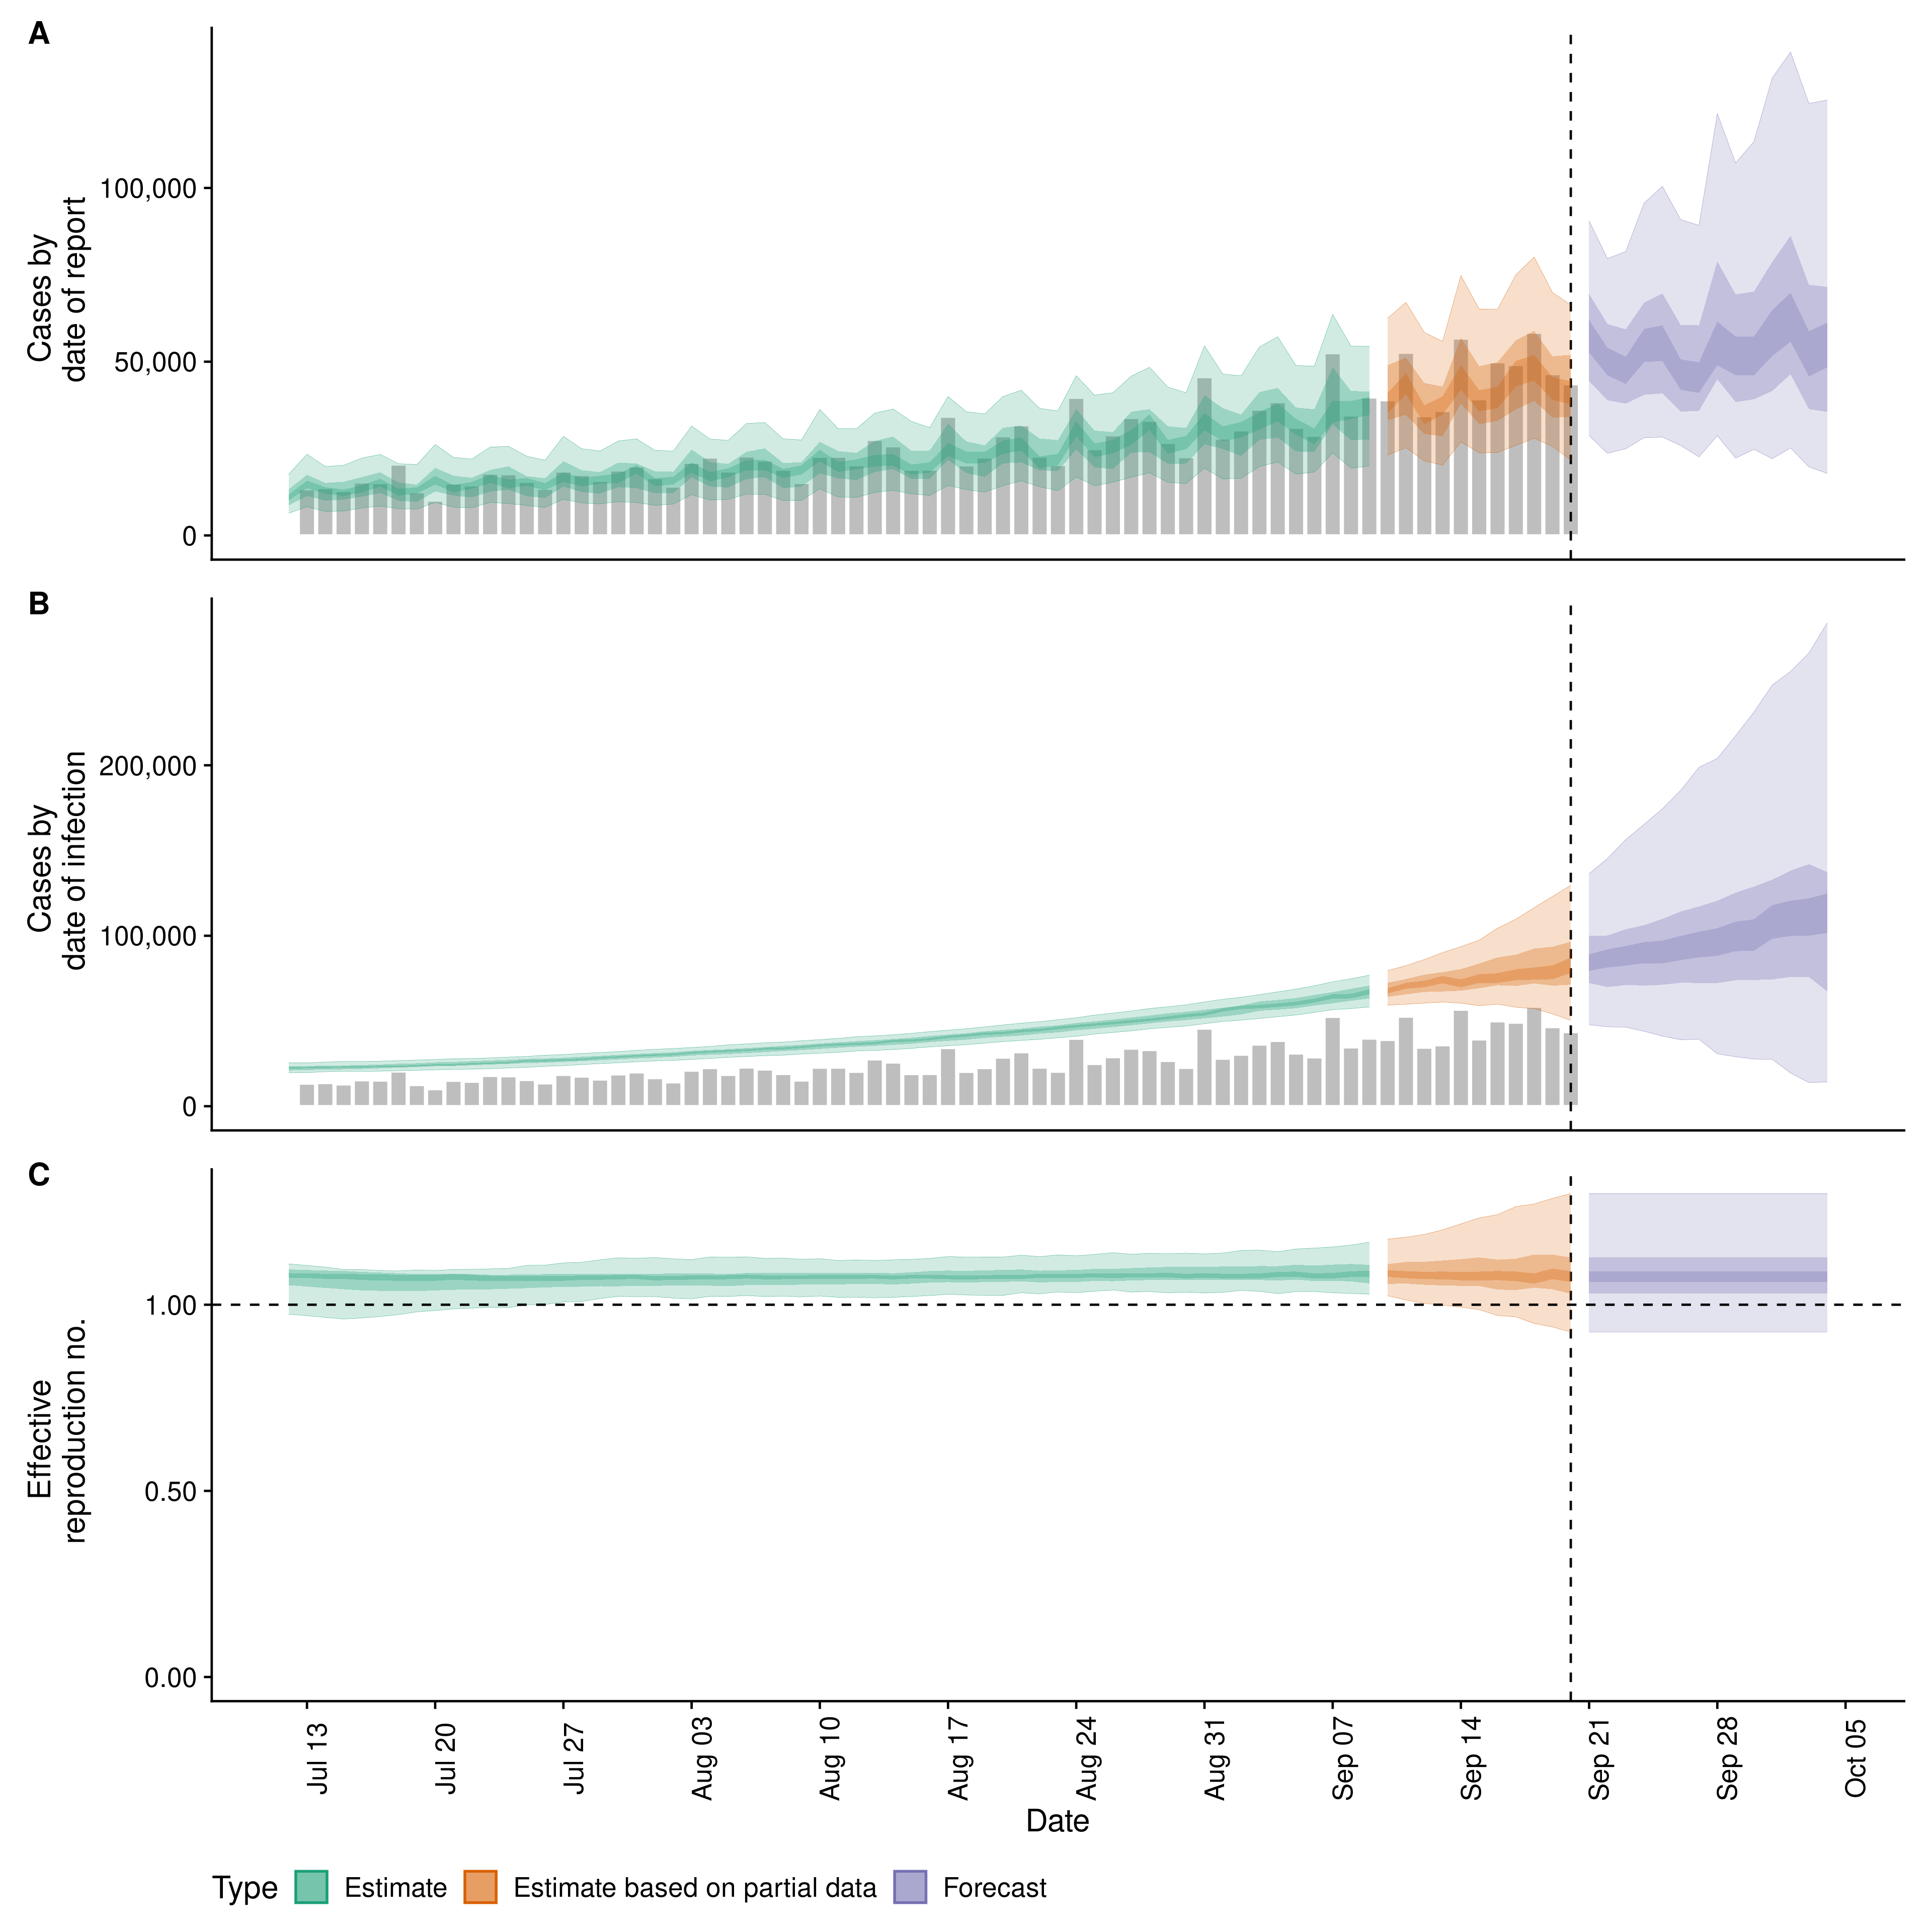 A
Cases by
date of report
100,000
50,000
0
B
Cases by
date of infection
200,000
100,000
0
C
Effective
reproduction no.
1.00
0.50
0.00
Jul 13
Jul 20
Jul 27
Aug 03
Aug 10
Aug 17
Aug 24
Aug 31
Sep 07
Sep 14
Sep 21
Sep 28
Oct 05
Date
Type Estimate Estimate based on partial data Forecast